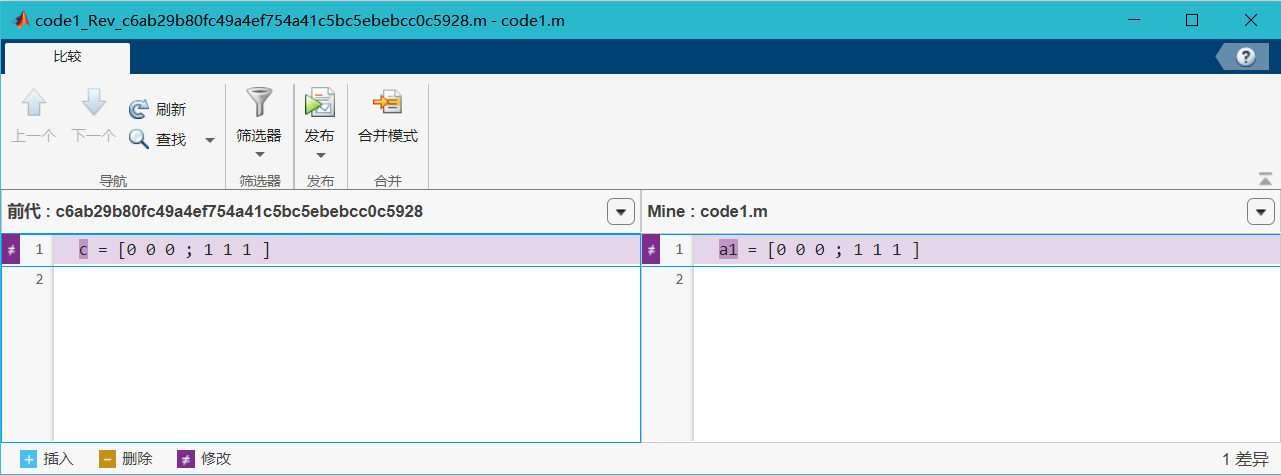 code1_Rev_c6ab29b80fc49a4ef754a41c5bc5ebebcc0c5928.m - code1.m
比较
?
上一个
下一个
刷新
查找
导航
筛选器
筛选器
发布
发布
合并模式
合并
前代 : c6ab29b80fc49a4ef754a41c5bc5ebebcc0c5928
Mine : code1.m
≠ 1 c = [0 0 0 ; 1 1 1 ]
2
≠ 1 a1 = [0 0 0 ; 1 1 1 ]
2
+ 插入 − 删除 ≠ 修改
1 差异